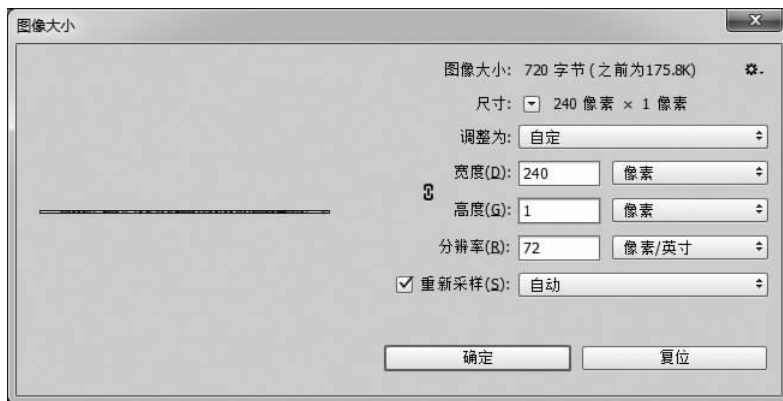 图像大小
图像大小: 720 字节(之前为175.8K)
尺寸: 240 像素 × 1 像素
调整为: 自定
宽度(D): 240 像素
高度(G): 1 像素
分辨率(R): 72 像素/英寸
重新采样(S): 自动
确定 复位